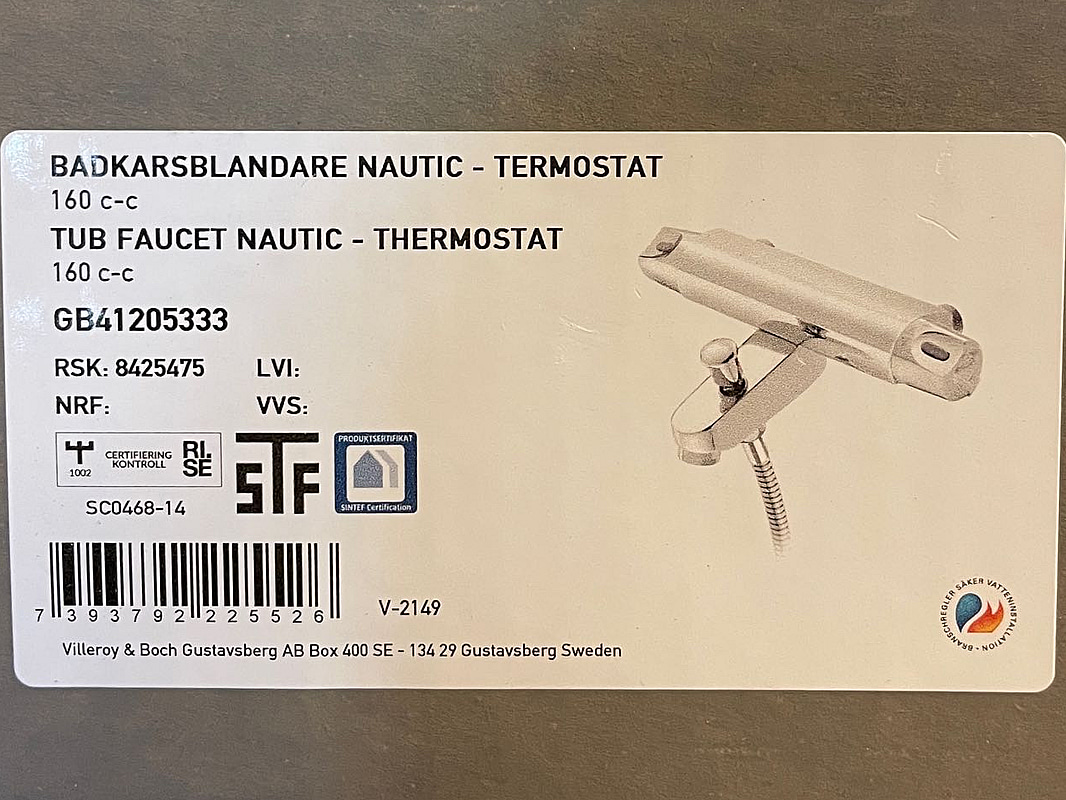 BADKARSBLANDARE NAUTIC - TERMOSTAT
160 c-c
TUB FAUCET NAUTIC - THERMOSTAT
160 c-c
GB41205333
RSK: 8425475 LVI:
NRF: VVS:
1002 CERTIFIERING KONTROLL RI. SE
STF
PRODUKTSERTIFIKAT
SINTEF Certification
SC0468-14
7 393792 225526
V-2149
Villeroy & Boch Gustavsberg AB Box 400 SE - 134 29 Gustavsberg Sweden
BRANSCHREGLER SÄKER VATTENINSTALLATION